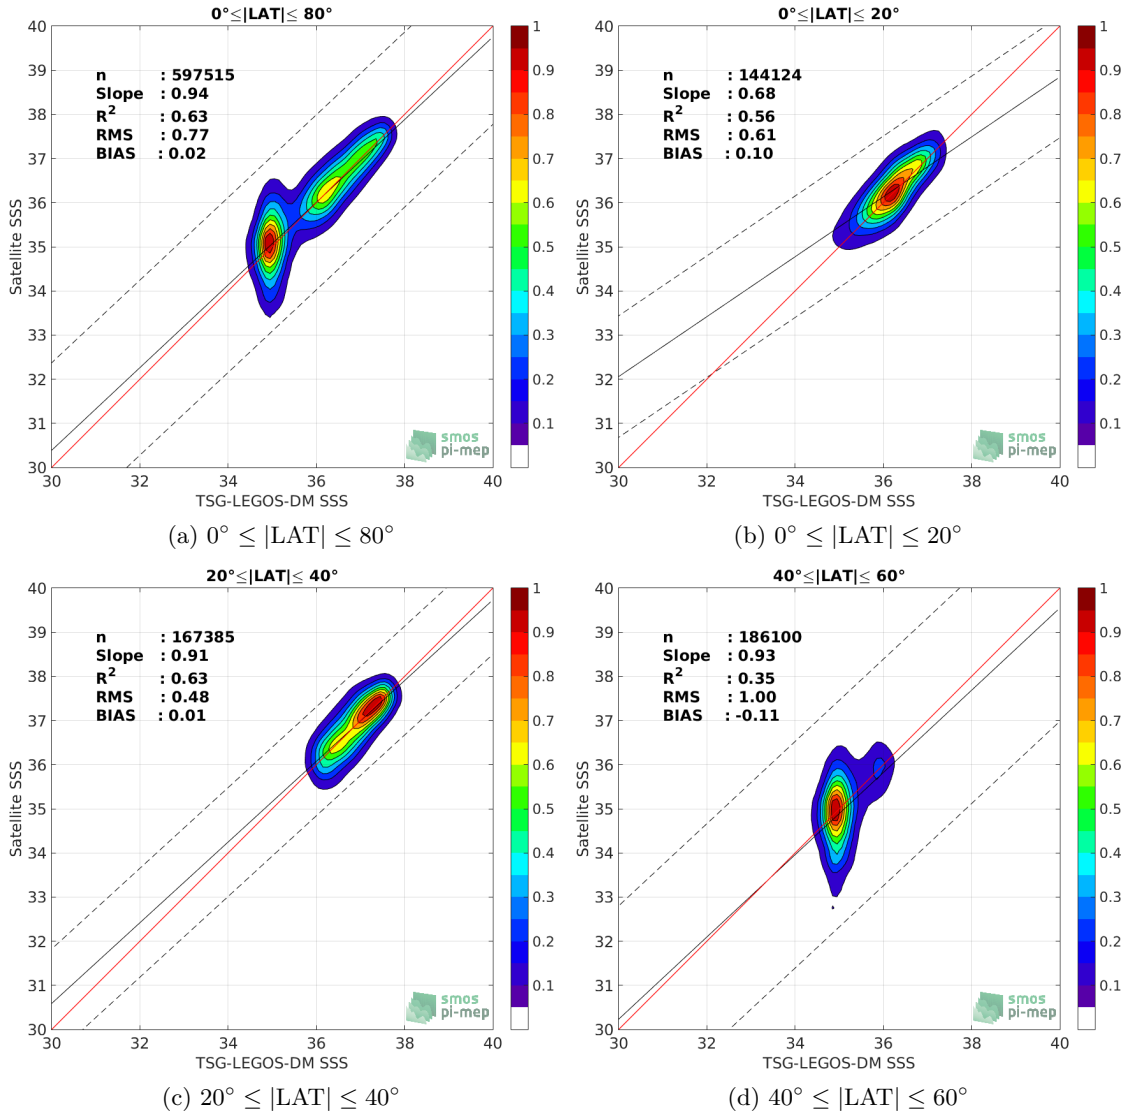 0°≤|LAT|≤ 80°
40
39
38
37
36
35
34
33
32
31
30
30 32 34 36 38 40
Satellite SSS
TSG-LEGOS-DM SSS
n : 597515
Slope : 0.94
R² : 0.63
RMS : 0.77
BIAS : 0.02
1
0.9
0.8
0.7
0.6
0.5
0.4
0.3
0.2
0.1
smos
pi-mep
(a) 0° ≤ |LAT| ≤ 80°
0°≤|LAT|≤ 20°
40
39
38
37
36
35
34
33
32
31
30
30 32 34 36 38 40
Satellite SSS
TSG-LEGOS-DM SSS
n : 144124
Slope : 0.68
R² : 0.56
RMS : 0.61
BIAS : 0.10
1
0.9
0.8
0.7
0.6
0.5
0.4
0.3
0.2
0.1
smos
pi-mep
(b) 0° ≤ |LAT| ≤ 20°
20°≤|LAT|≤ 40°
40
39
38
37
36
35
34
33
32
31
30
30 32 34 36 38 40
Satellite SSS
TSG-LEGOS-DM SSS
n : 167385
Slope : 0.91
R² : 0.63
RMS : 0.48
BIAS : 0.01
1
0.9
0.8
0.7
0.6
0.5
0.4
0.3
0.2
0.1
smos
pi-mep
(c) 20° ≤ |LAT| ≤ 40°
40°≤|LAT|≤ 60°
40
39
38
37
36
35
34
33
32
31
30
30 32 34 36 38 40
Satellite SSS
TSG-LEGOS-DM SSS
n : 186100
Slope : 0.93
R² : 0.35
RMS : 1.00
BIAS : -0.11
1
0.9
0.8
0.7
0.6
0.5
0.4
0.3
0.2
0.1
smos
pi-mep
(d) 40° ≤ |LAT| ≤ 60°